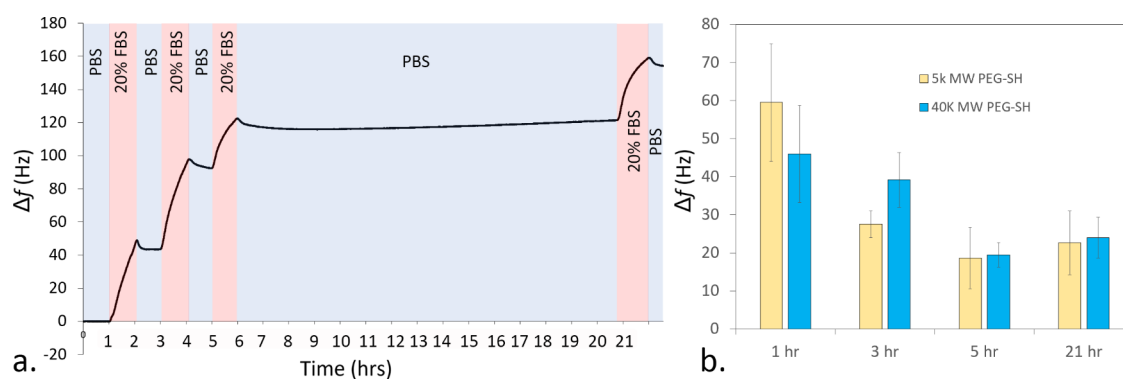 180
160
140
120
100
80
60
40
20
0
-20
Δf (Hz)
PBS
20% FBS
PBS
20% FBS
PBS
20% FBS
PBS
20% FBS
PBS
0 1 2 3 4 5 6 7 8 9 10 11 12 13 14 15 16 17 18 19 20 21
Time (hrs)
a.
80
70
60
50
40
30
20
10
0
Δf (Hz)
5k MW PEG-SH
40K MW PEG-SH
1 hr 3 hr 5 hr 21 hr
b.